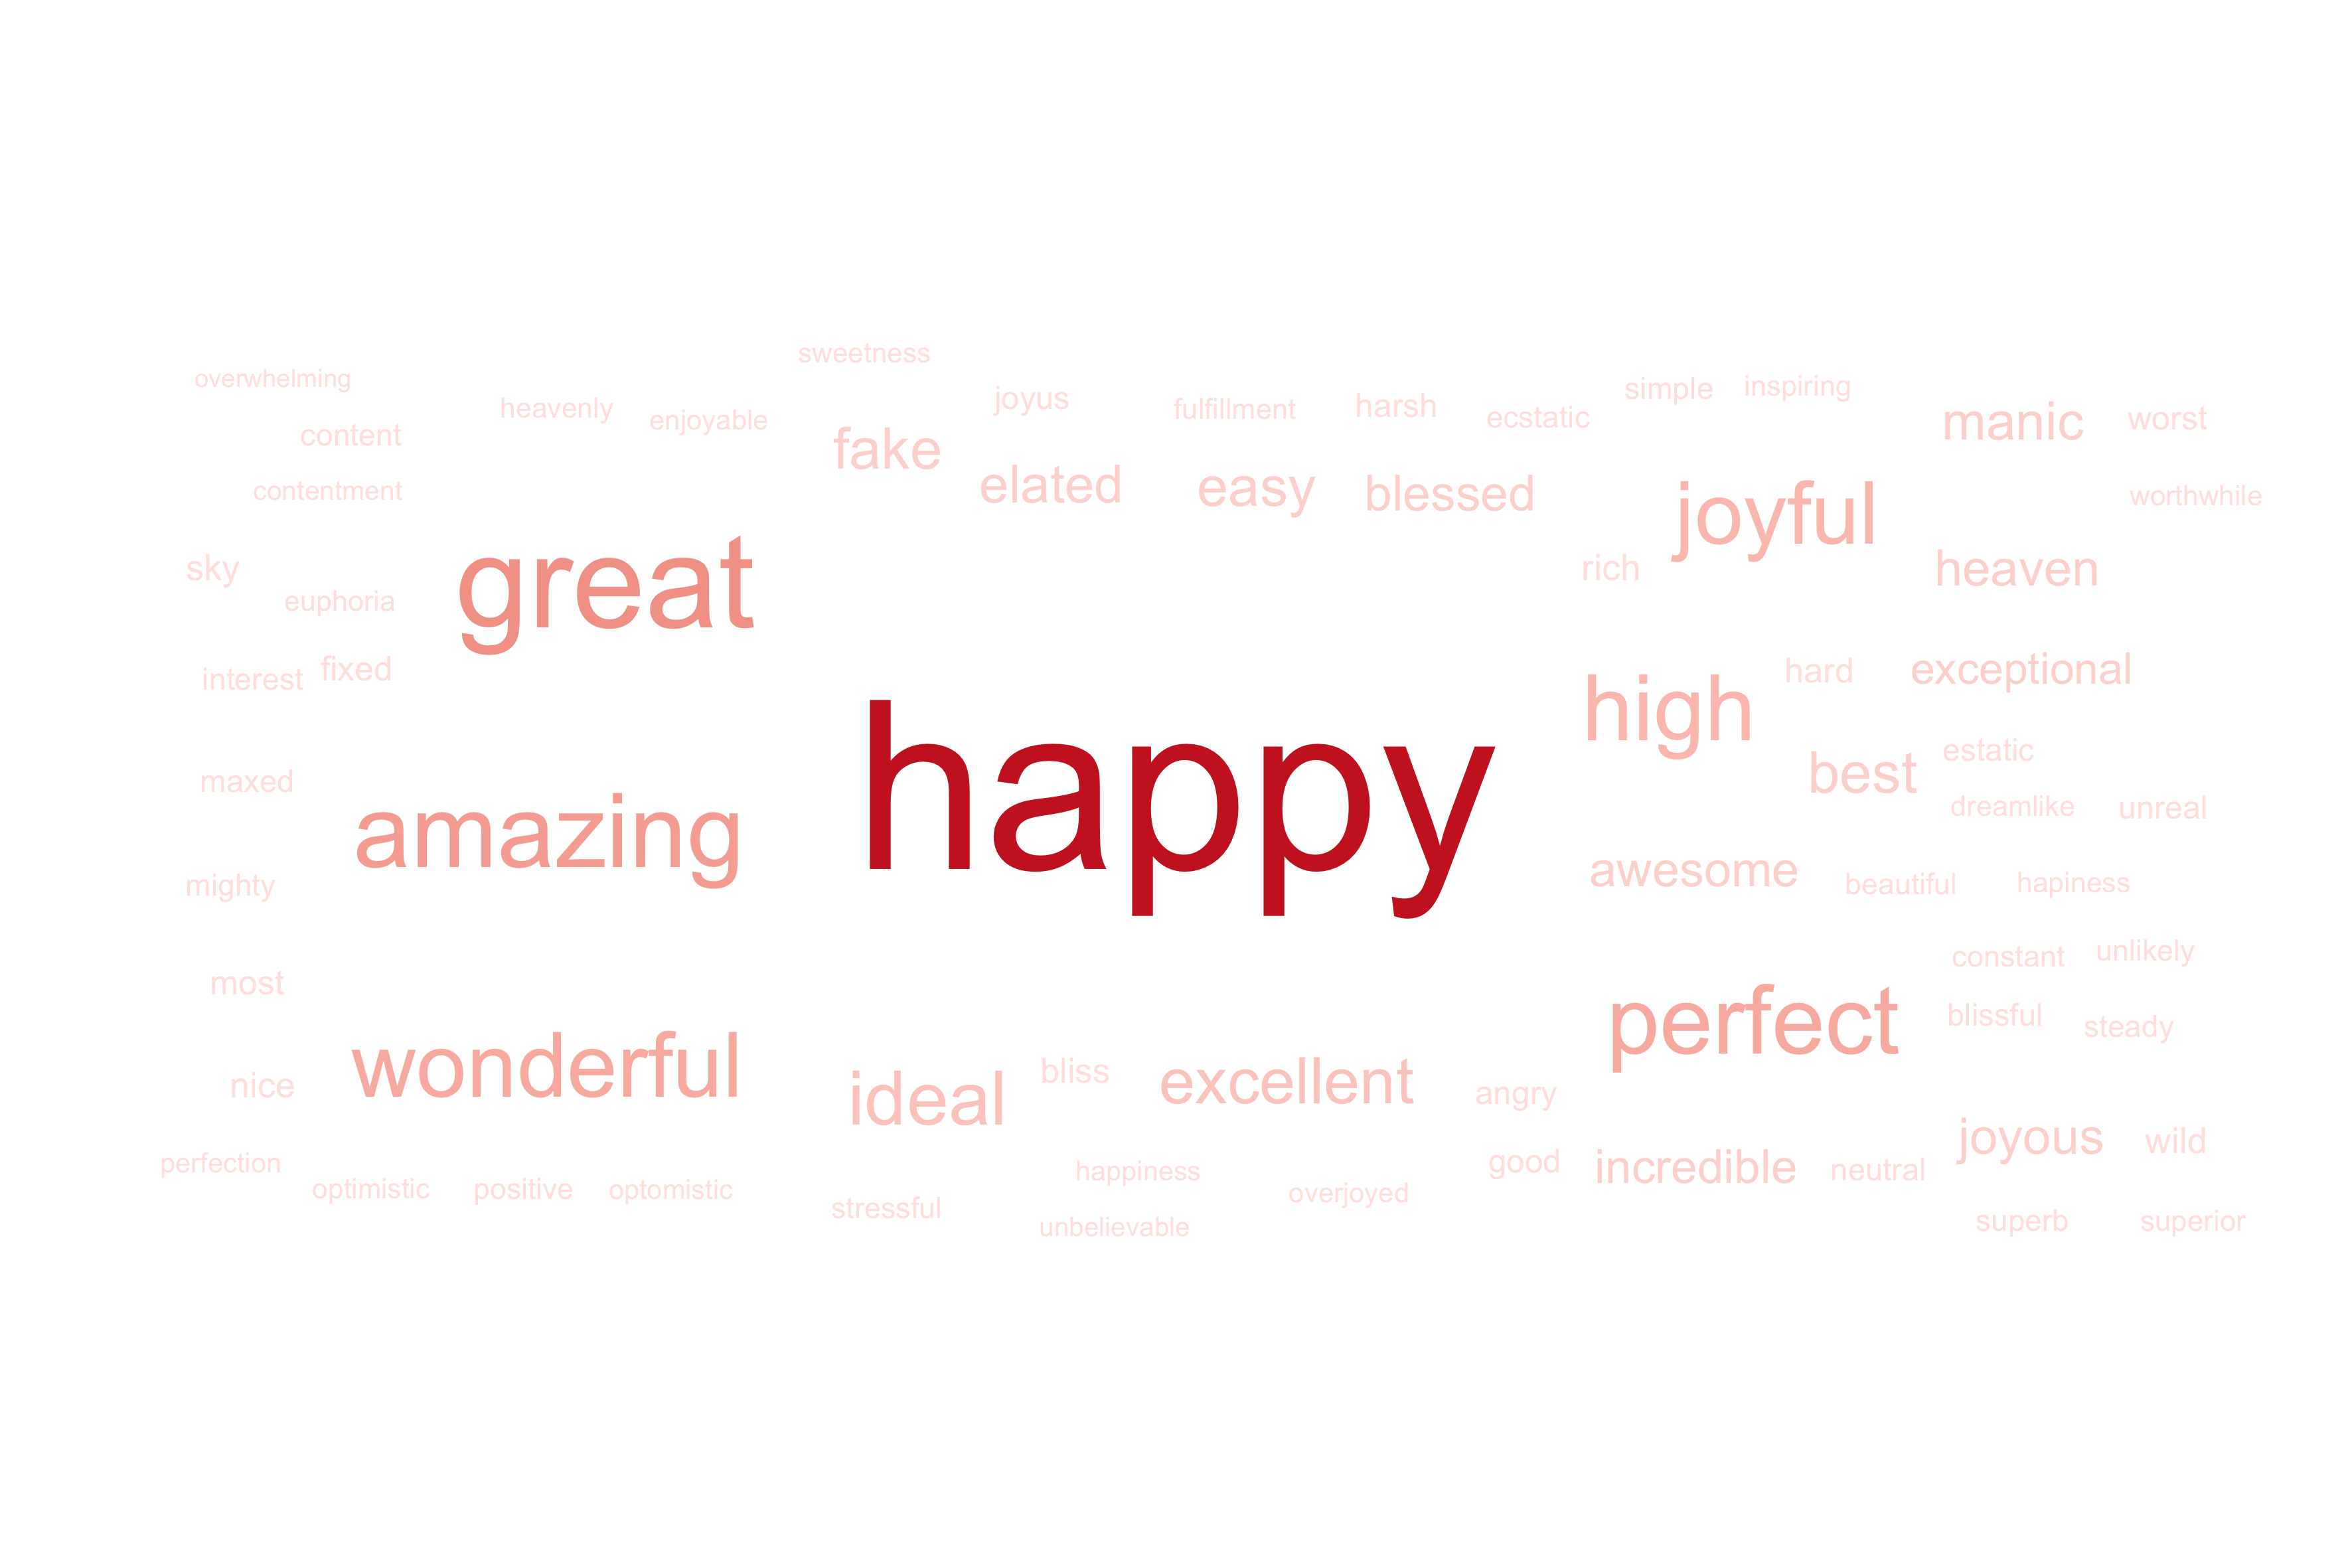 sweetness
overwhelming
heavenly
enjoyable
joyus
fulfillment
harsh
ecstatic
simple
inspiring
content
fake
manic
worst
contentment
elated
easy
blessed
joyful
worthwhile
sky
euphoria
great
rich
heaven
interest
fixed
high
hard
exceptional
maxed
amazing
happy
best
estatic
dreamlike
unreal
mighty
awesome
beautiful
hapiness
most
constant
unlikely
wonderful
perfect
blissful
steady
nice
ideal
bliss
excellent
angry
perfection
optimistic
positive
optomistic
stressful
happiness
unbelievable
overjoyed
good
incredible
neutral
joyous
wild
superb
superior